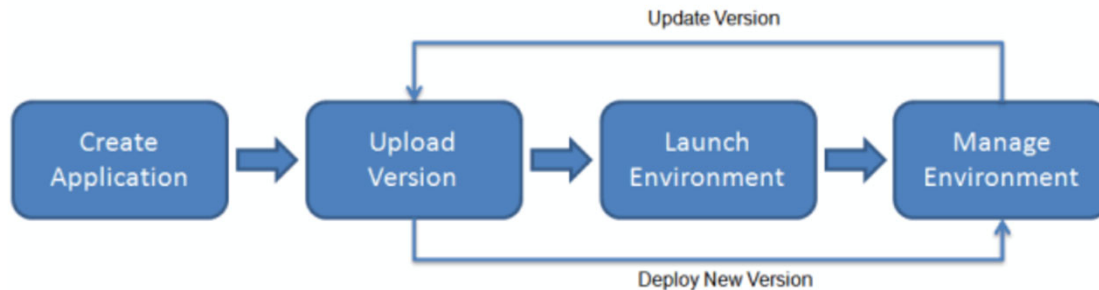 Update Version
Create
Application
Upload
Version
Launch
Environment
Manage
Environment
Deploy New Version